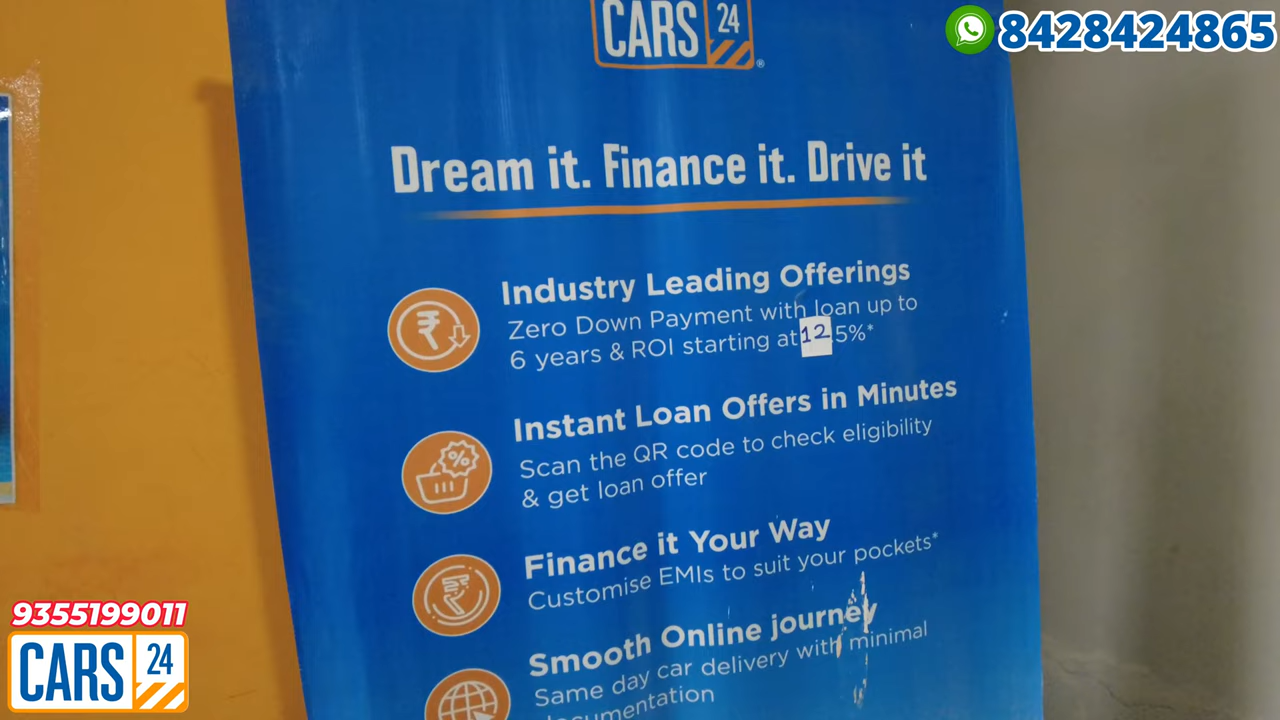 CARS 24
®
8428424865
Dream it. Finance it. Drive it
Industry Leading Offerings
Zero Down Payment with loan up to
6 years & ROI starting at 12.5%*
Instant Loan Offers in Minutes
Scan the QR code to check eligibility
& get loan offer
Finance it Your Way
Customise EMIs to suit your pockets*
Smooth Online journey
Same day car delivery with minimal
documentation
9355199011
CARS 24